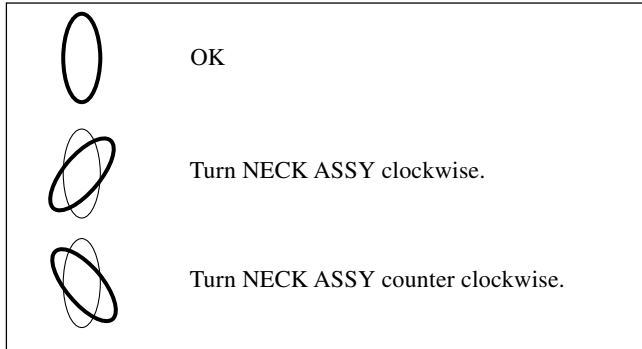 OK
Turn NECK ASSY clockwise.
Turn NECK ASSY counter clockwise.